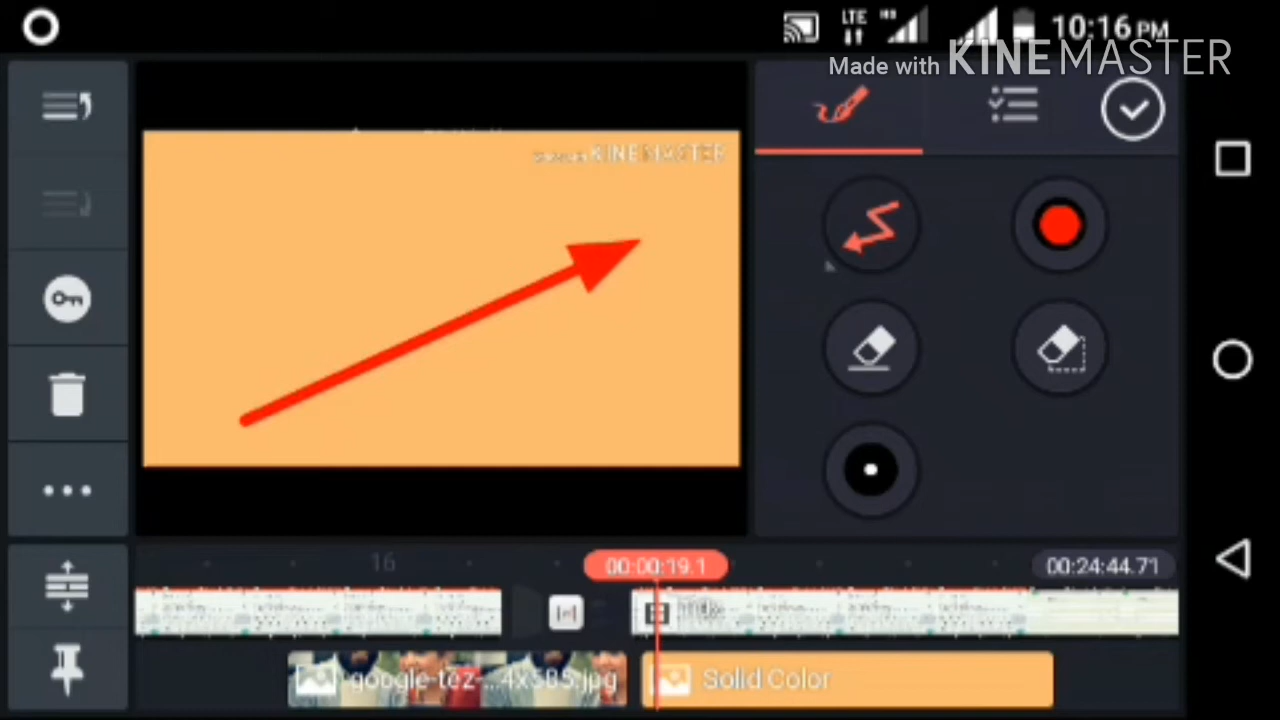 LTE 10:16 PM
Made with KINEMASTER
KINEMASTER
16
00:00:19.1
00:24:44.71
google-tez-...4x585.jpg
Solid Color